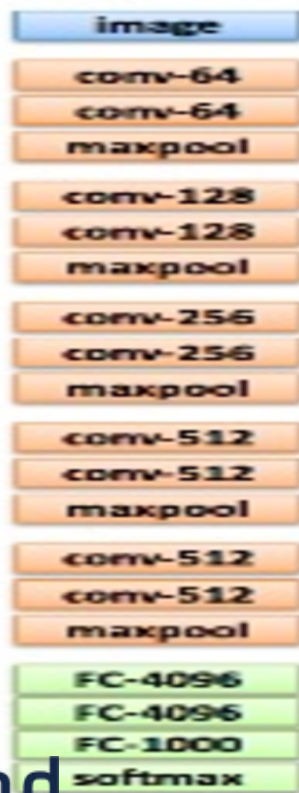 image
conv-64
conv-64
maxpool
conv-128
conv-128
maxpool
conv-256
conv-256
maxpool
conv-512
conv-512
maxpool
conv-512
conv-512
maxpool
FC-4096
FC-4096
FC-1000
softmax